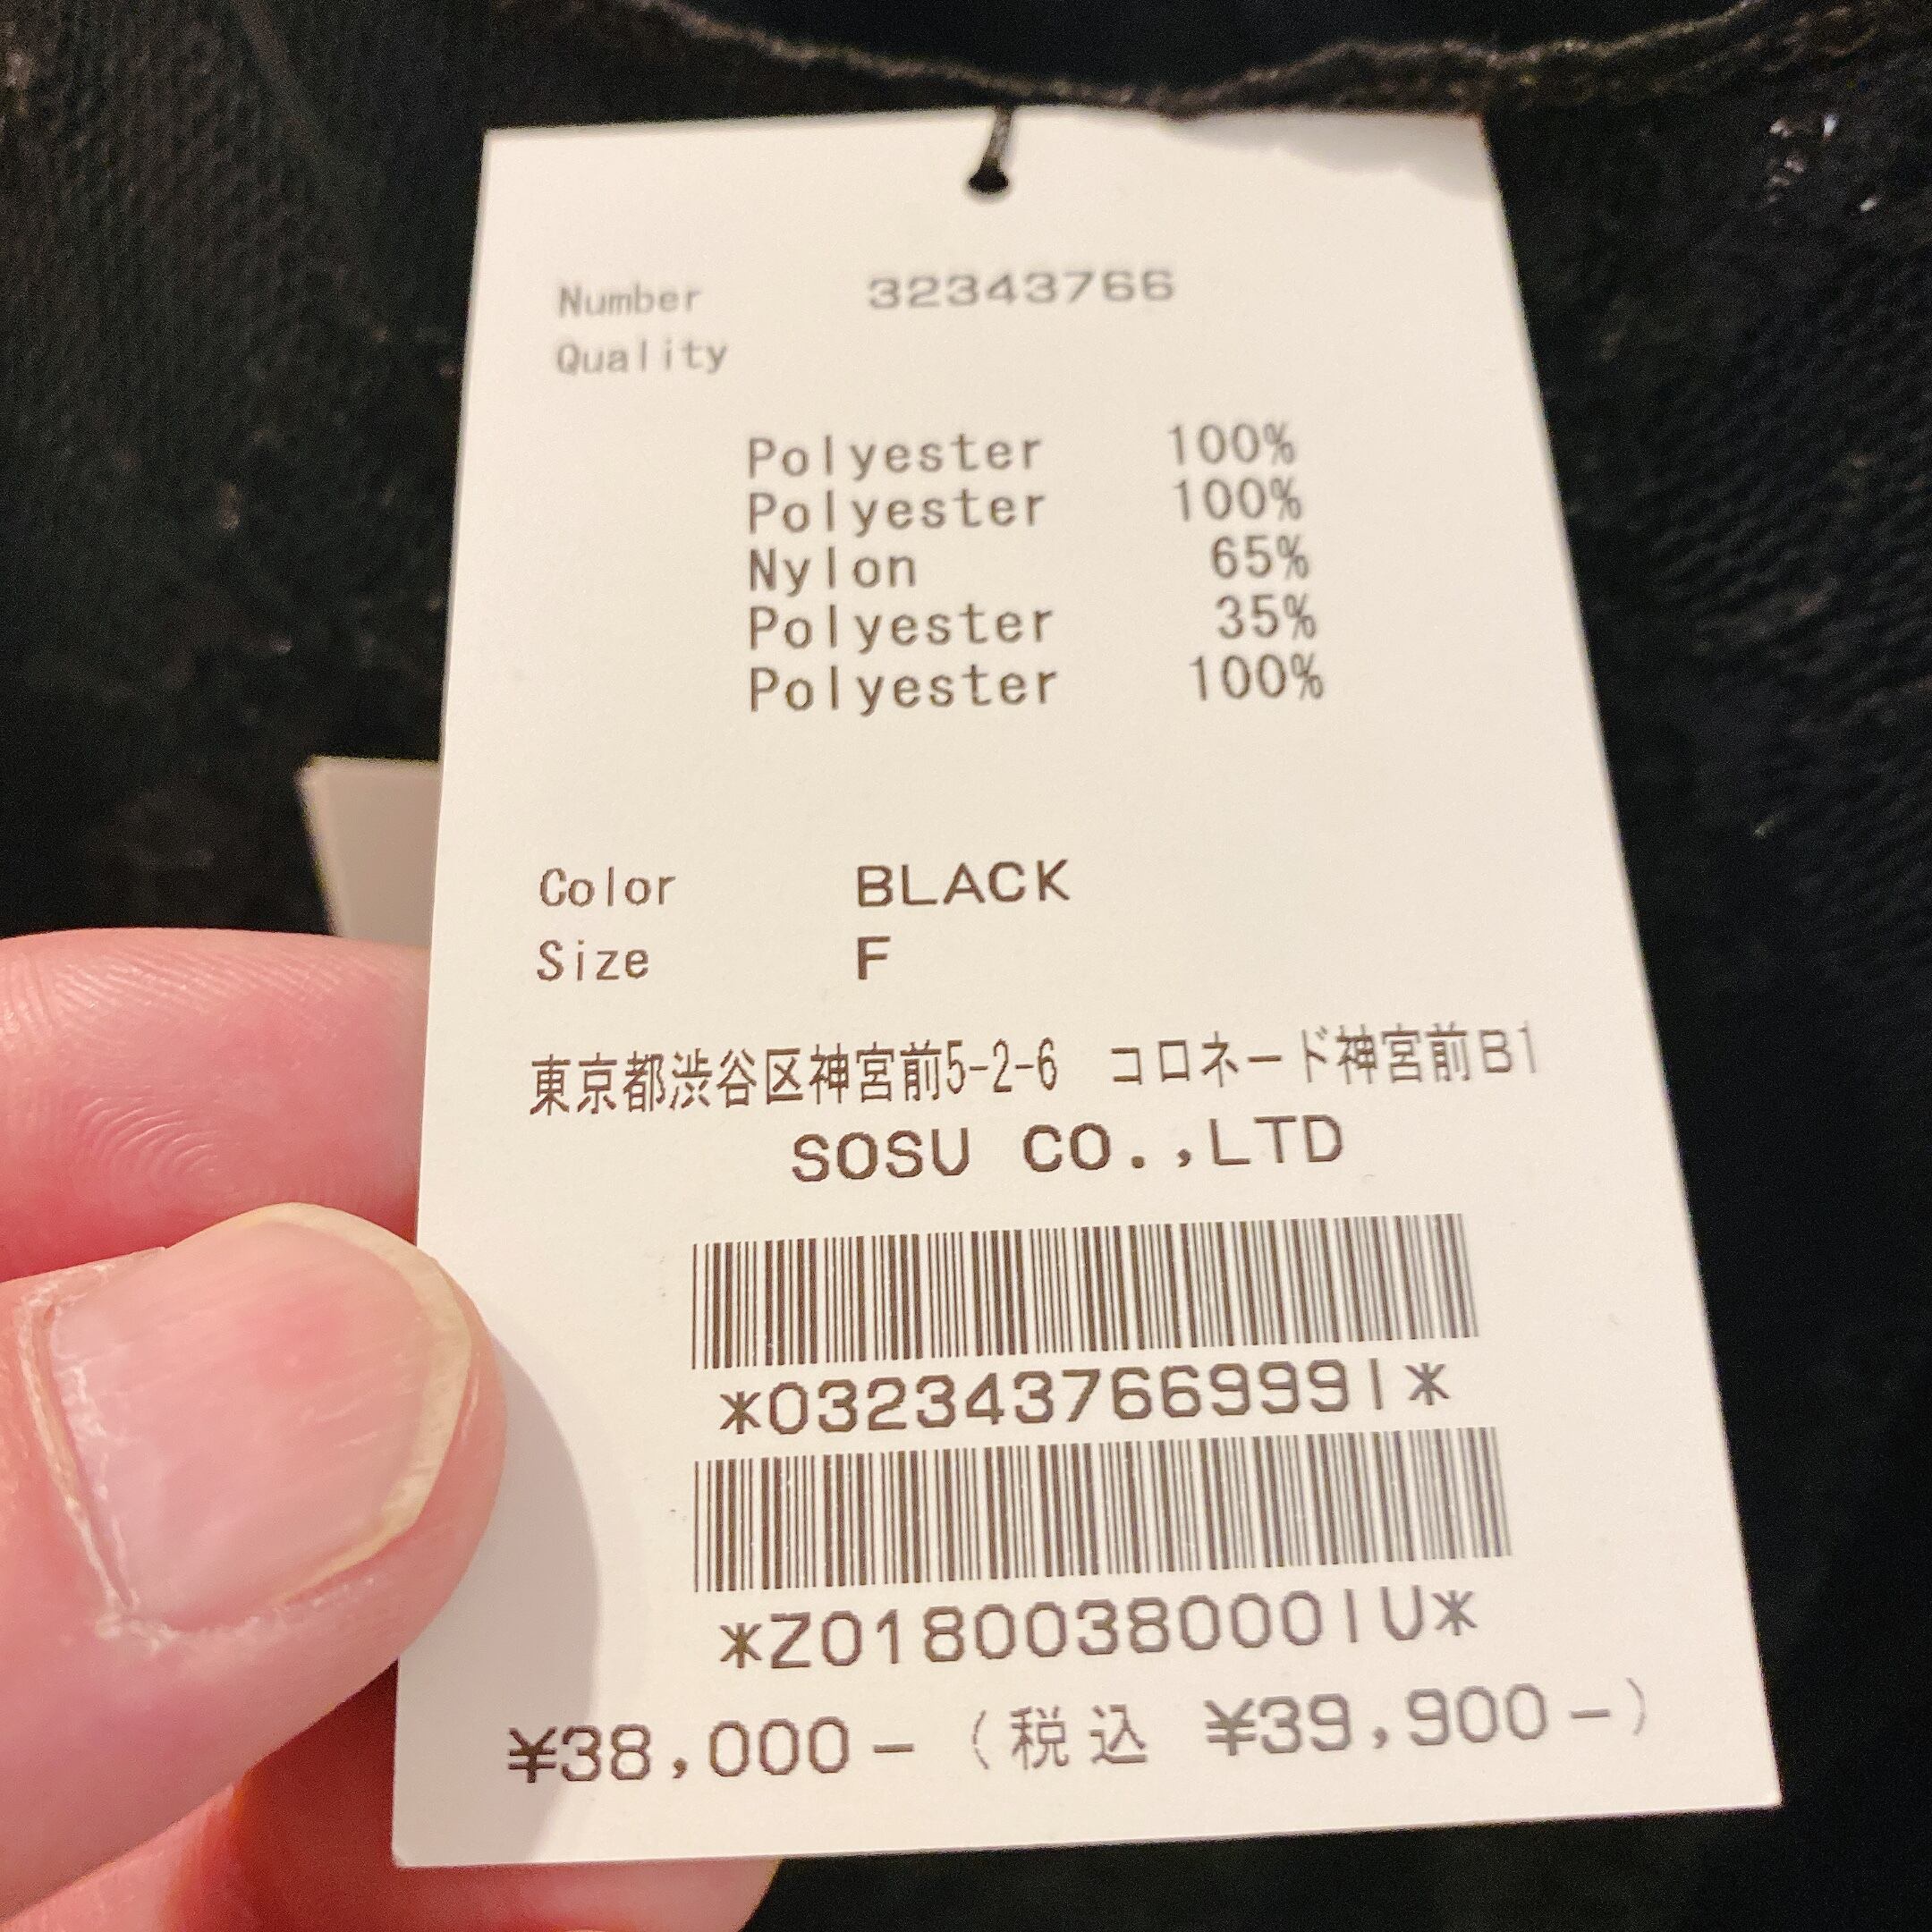 Number 32343766
Quality
Polyester 100%
Polyester 100%
Nylon 65%
Polyester 35%
Polyester 100%
Color BLACK
Size F
東京都渋谷区神宮前5-2-6 コロネード神宮前B1
SOSU CO.,LTD
*032343766999I*
*Z0180038000IU*
¥38,000-(税込 ¥39,900-)